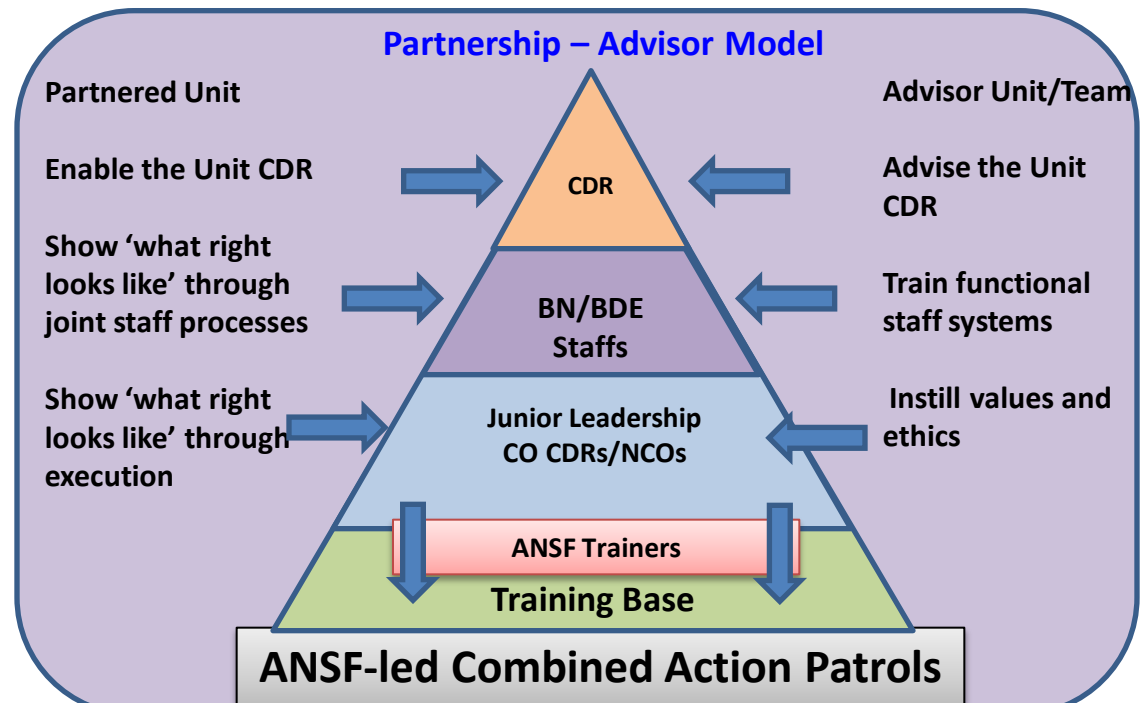 Partnership – Advisor Model
Partnered Unit
Enable the Unit CDR
Show ‘what right
looks like’ through
joint staff processes
Show ‘what right
looks like’ through
execution
CDR
BN/BDE
Staffs
Junior Leadership
CO CDRs/NCOs
ANSF Trainers
Training Base
Advisor Unit/Team
Advise the Unit
CDR
Train functional
staff systems
Instill values and
ethics
ANSF-led Combined Action Patrols